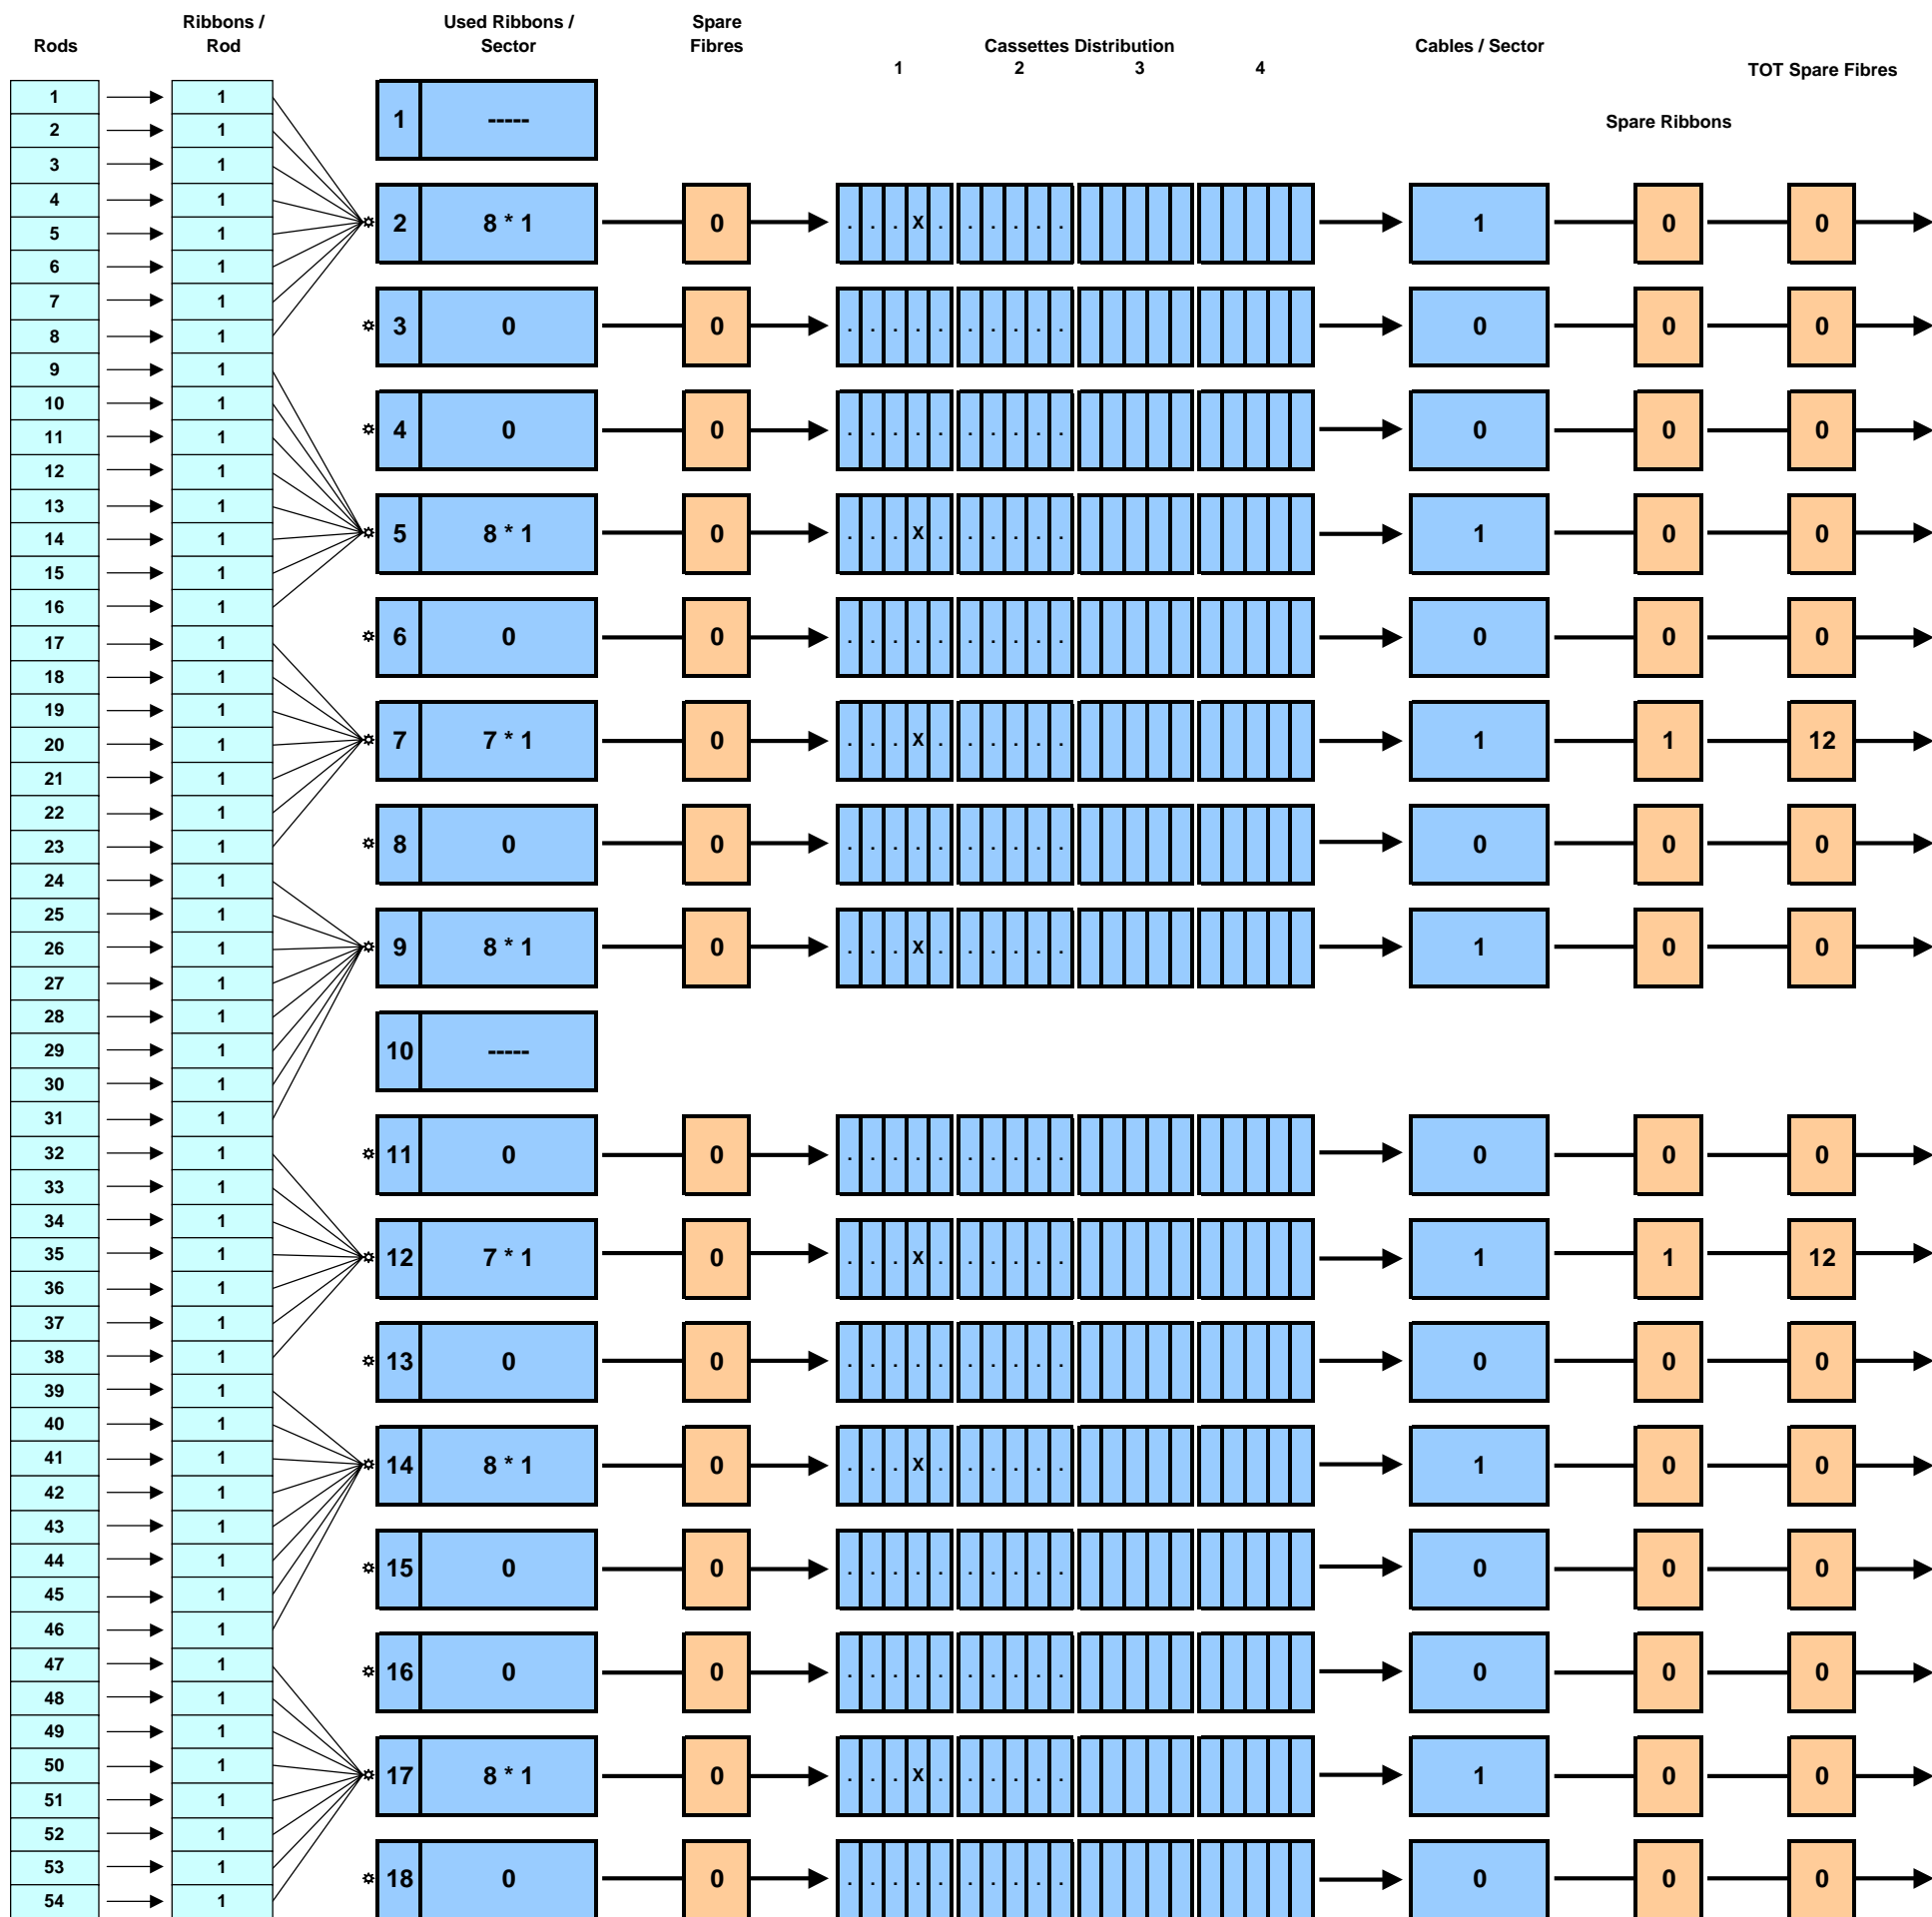 Ribbons / Used Ribbons / Spare
Rods Rod Sector Fibres Cassettes Distribution Cables / Sector
1 2 3 4 TOT Spare Fibres
Spare Ribbons
1 1
2 1
3 1
4 1
5 1
6 1
7 1
8 1
9 1
10 1
11 1
12 1
13 1
14 1
15 1
16 1
17 1
18 1
19 1
20 1
21 1
22 1
23 1
24 1
25 1
26 1
27 1
28 1
29 1
30 1
31 1
32 1
33 1
34 1
35 1
36 1
37 1
38 1
39 1
40 1
41 1
42 1
43 1
44 1
45 1
46 1
47 1
48 1
49 1
50 1
51 1
52 1
53 1
54 1
1 -----
2 8 * 1 0 . . . X . . . . . . 1 0 0
3 0 0 . . . . . . . . . . 0 0 0
4 0 0 . . . . . . . . . . 0 0 0
5 8 * 1 0 . . . X . . . . . . 1 0 0
6 0 0 . . . . . . . . . . 0 0 0
7 7 * 1 0 . . . X . . . . . . 1 1 12
8 0 0 . . . . . . . . . . 0 0 0
9 8 * 1 0 . . . X . . . . . . 1 0 0
10 -----
11 0 0 . . . . . . . . . . 0 0 0
12 7 * 1 0 . . . X . . . . . . 1 1 12
13 0 0 . . . . . . . . . . 0 0 0
14 8 * 1 0 . . . X . . . . . . 1 0 0
15 0 0 . . . . . . . . . . 0 0 0
16 0 0 . . . . . . . . . . 0 0 0
17 8 * 1 0 . . . X . . . . . . 1 0 0
18 0 0 . . . . . . . . . . 0 0 0